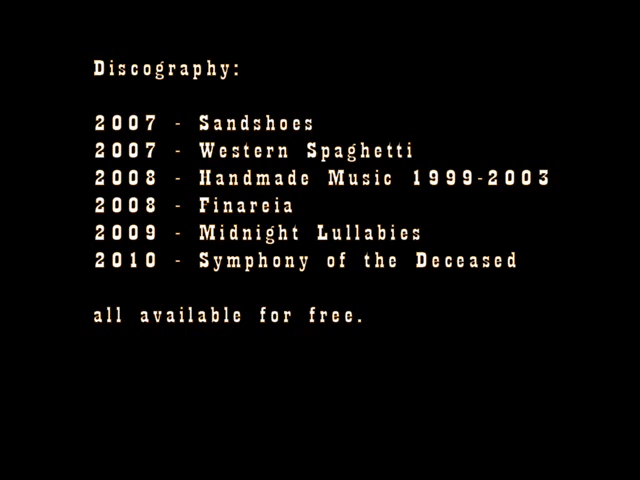 Discography:
2007 - Sandshoes
2007 - Western Spaghetti
2008 - Handmade Music 1999-2003
2008 - Finareia
2009 - Midnight Lullabies
2010 - Symphony of the Deceased
all available for free.